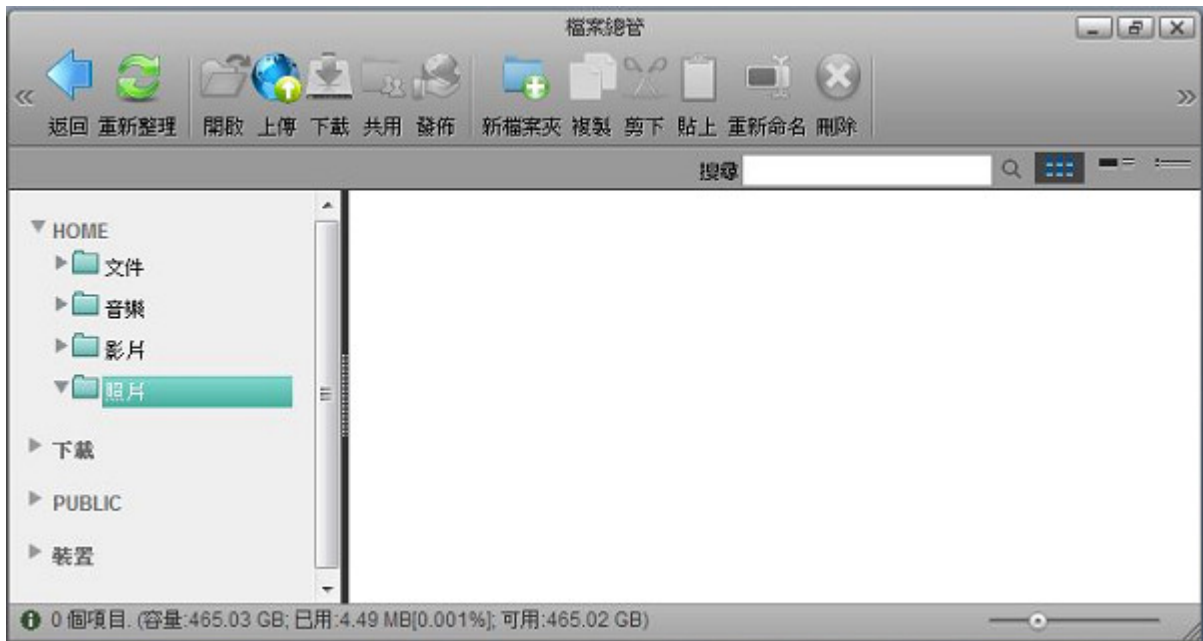 檔案總管
返回 重新整理 開啟 上傳 下載 共用 發佈 新檔案夾 複製 剪下 貼上 重新命名 刪除
搜尋
HOME
文件
音樂
影片
照片
下載
PUBLIC
裝置
0 個項目. (容量:465.03 GB; 已用:4.49 MB[0.001%]; 可用:465.02 GB)